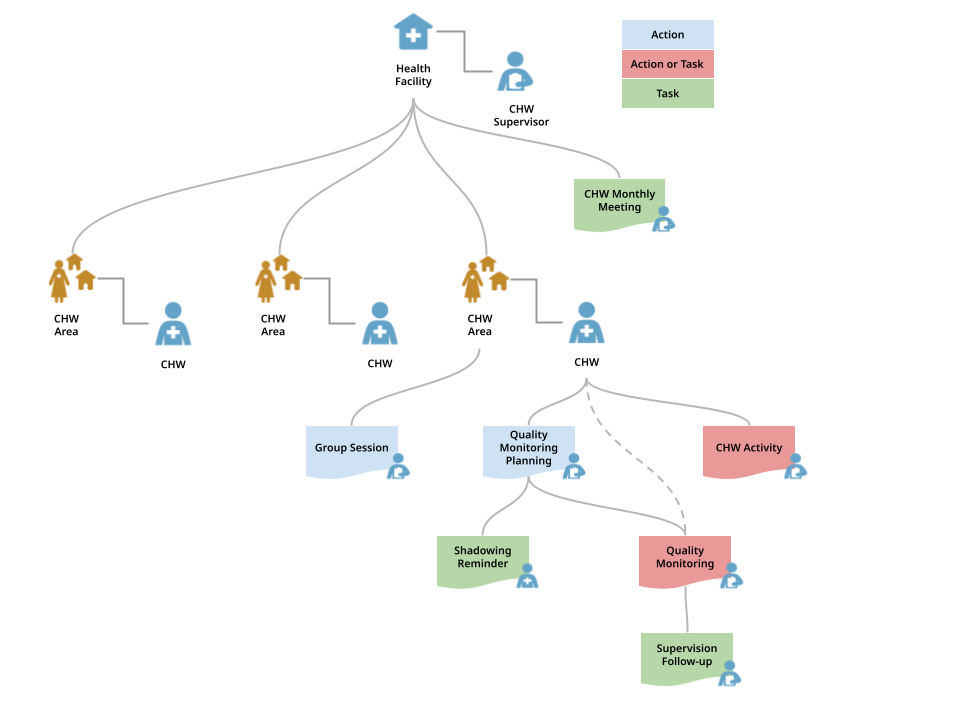 Health
Facility
CHW
Supervisor
Action
Action or Task
Task
CHW Monthly
Meeting
CHW
Area
CHW
CHW
Area
CHW
CHW
Area
CHW
Group Session
Quality
Monitoring
Planning
CHW Activity
Shadowing
Reminder
Quality
Monitoring
Supervision
Follow-up